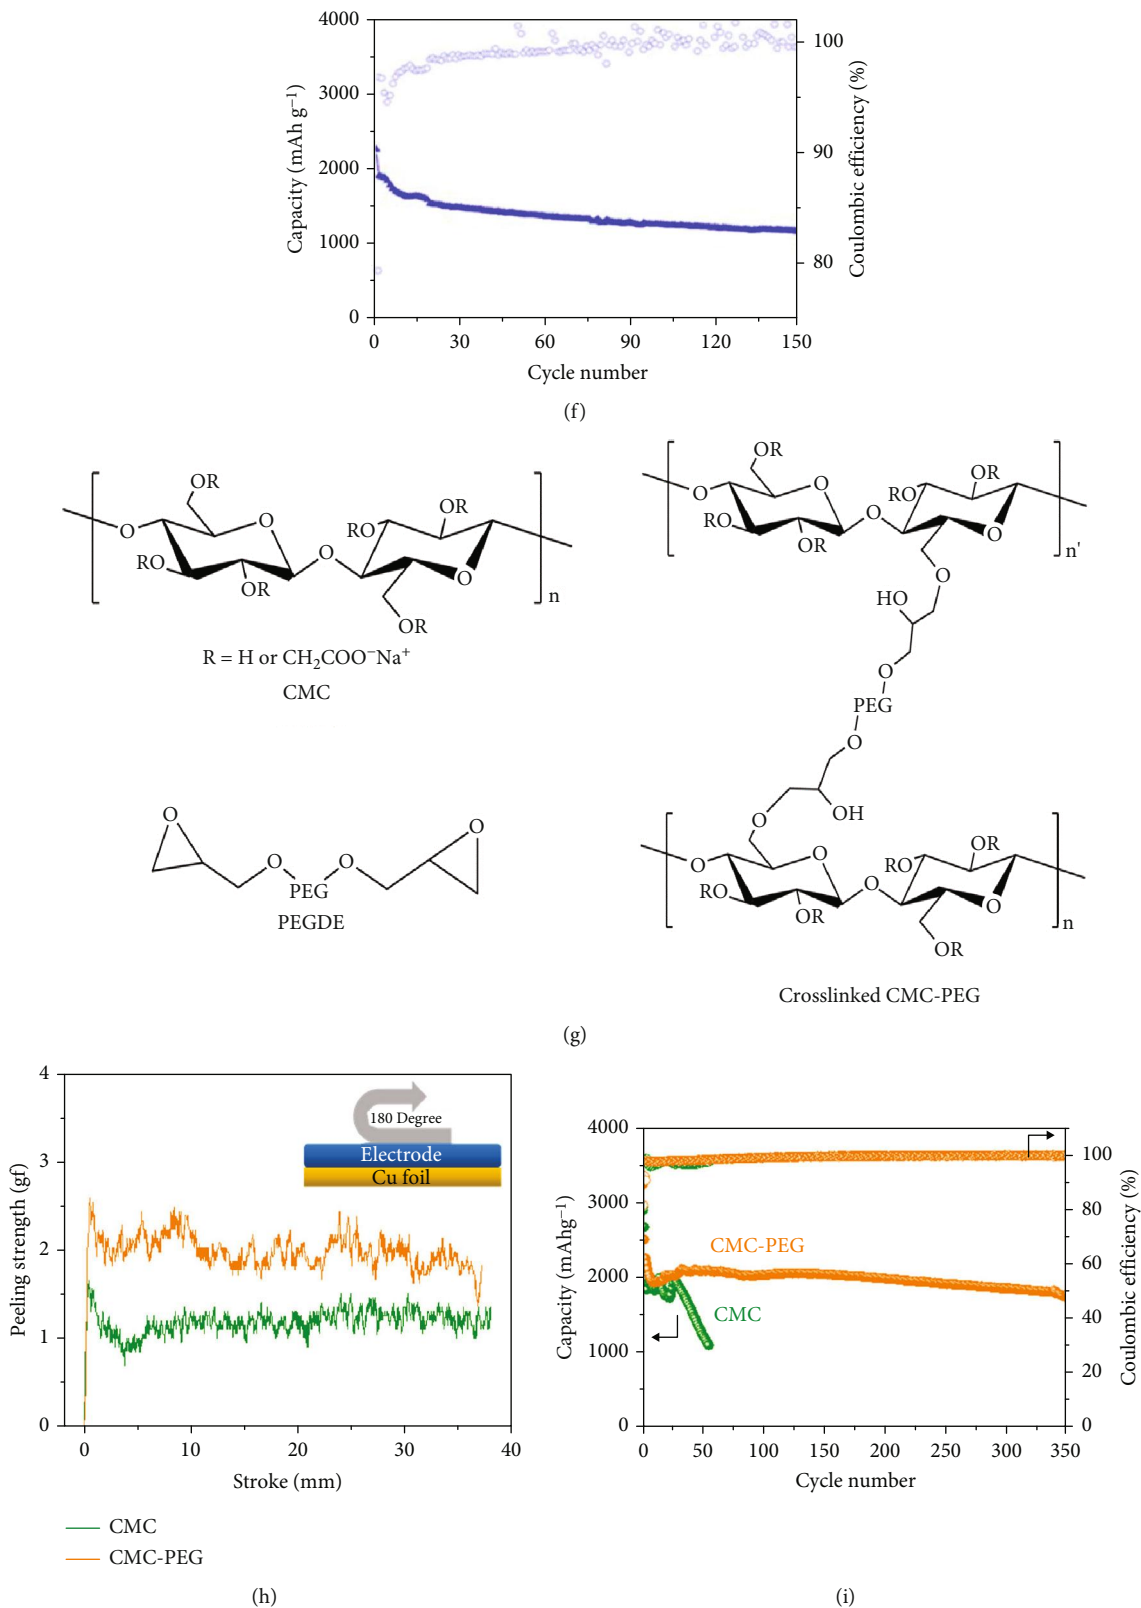 4000
3000
2000
1000
0
Capacity (mAh g⁻¹)
100
90
80
Coulombic efficiency (%)
0 30 60 90 120 150
Cycle number
(f)
OR
OR
O
O
RO
RO
O
OR
O
OR
n
R = H or CH₂COO⁻Na⁺
CMC
O
O
O
O
PEG
PEGDE
OR
O
OR
O
RO
RO
O
OR
O
n'
O
HO
O
PEG
O
OH
O
O
OR
O
RO
RO
O
OR
O
OR
n
Crosslinked CMC-PEG
(g)
4
3
2
1
0
Peeling strength (gf)
180 Degree
Electrode
Cu foil
0 10 20 30 40
Stroke (mm)
CMC
CMC-PEG
(h)
4000
3000
2000
1000
0
Capacity (mAhg⁻¹)
CMC-PEG
CMC
100
80
60
40
20
0
Coulombic efficiency (%)
0 50 100 150 200 250 300 350
Cycle number
(i)